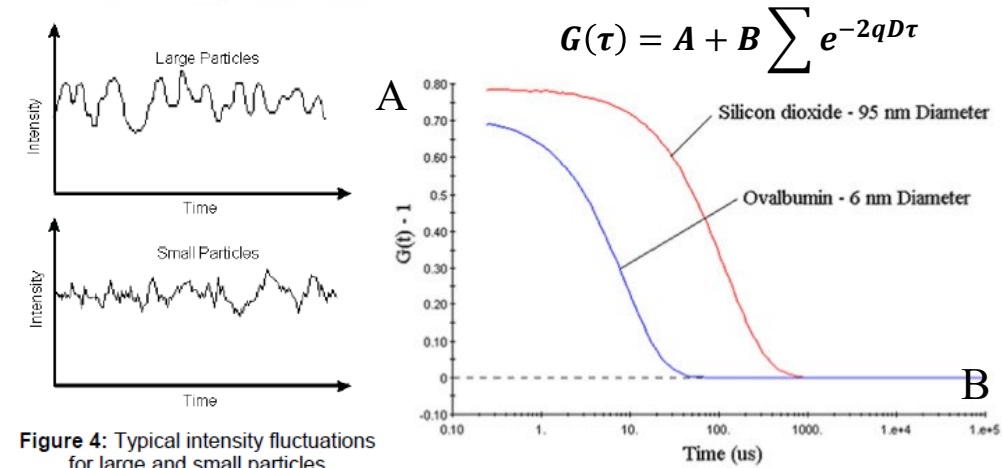 Large Particles
Intensity
Time
Small Particles
Intensity
Time
Figure 4: Typical intensity fluctuations
for large and small particles
G(τ) = A + B ∑ e^{-2qDτ}
A
0.80
0.70
0.60
0.5
0.40
0.30
0.20
0.10
0
-0.10
G(t) - 1
Silicon dioxide - 95 nm Diameter
Ovalbumin - 6 nm Diameter
B
0.10 1. 10. 100. 1000. 1.e+4 1.e+5
Time (us)